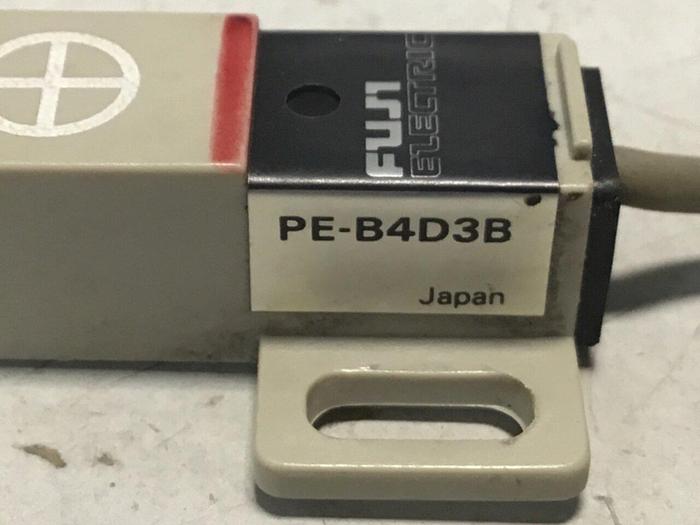 FUJI
ELECTRIC
PE-B4D3B
Japan